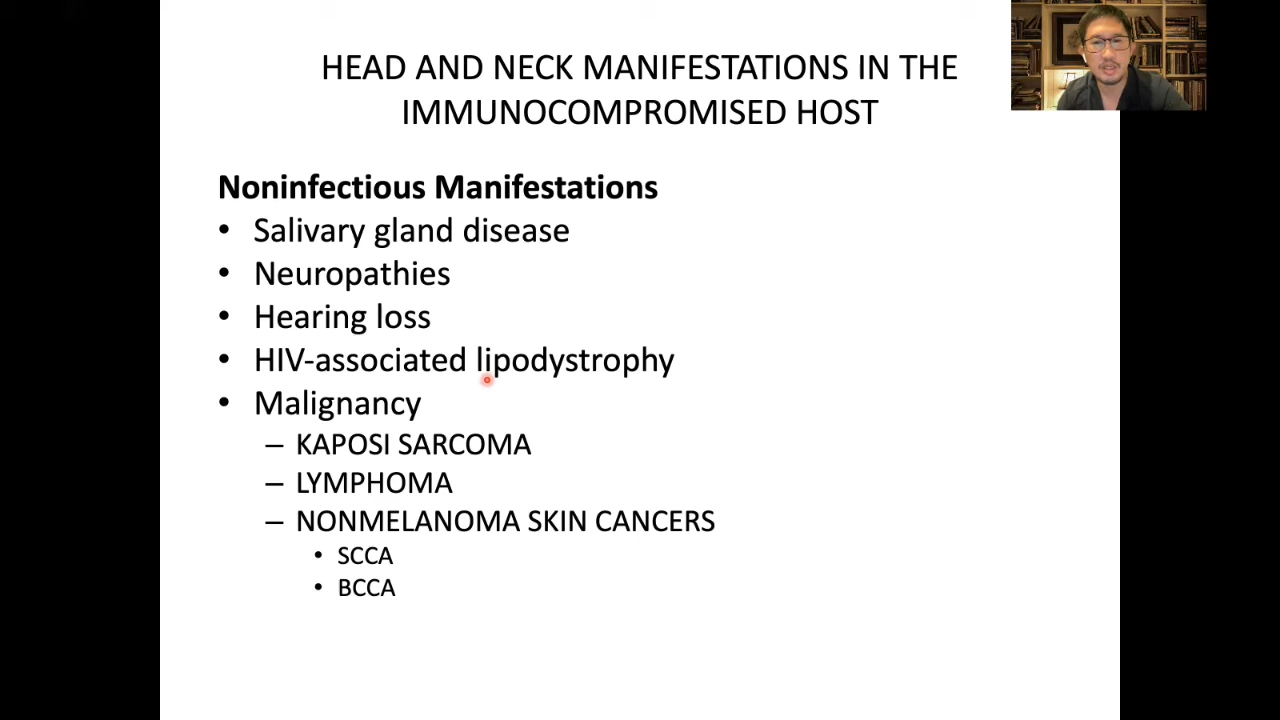 HEAD AND NECK MANIFESTATIONS IN THE
IMMUNOCOMPROMISED HOST
Noninfectious Manifestations
• Salivary gland disease
• Neuropathies
• Hearing loss
• HIV-associated lipodystrophy
• Malignancy
– KAPOSI SARCOMA
– LYMPHOMA
– NONMELANOMA SKIN CANCERS
• SCCA
• BCCA